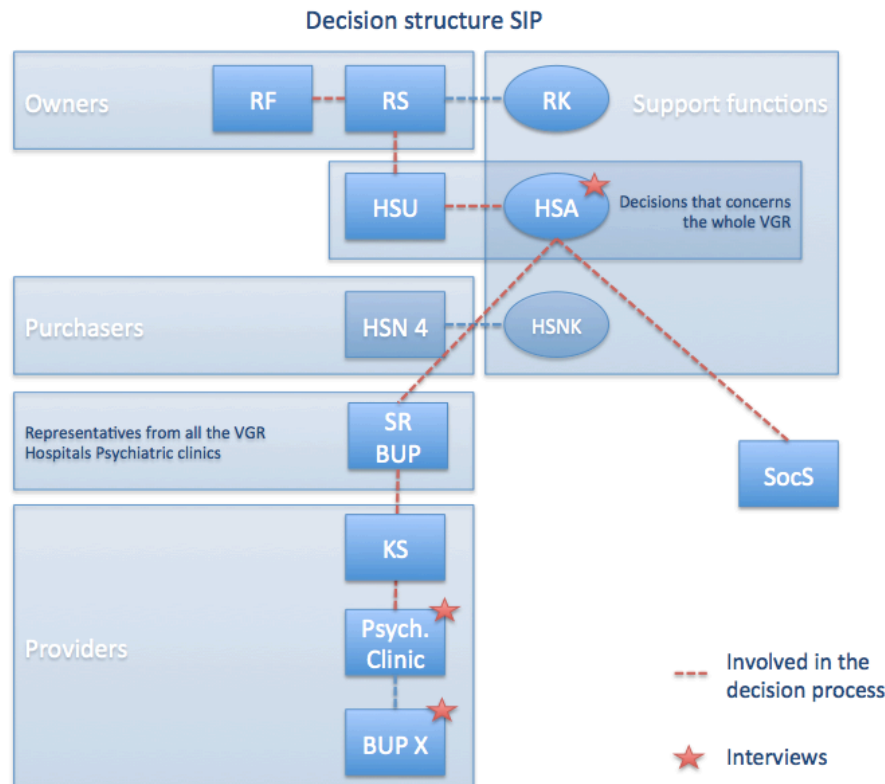 Decision structure SIP
Owners
RF
RS
RK
Support functions
HSU
HSA
Decisions that concerns
the whole VGR
Purchasers
HSN 4
HSNK
Representatives from all the VGR
Hospitals Psychiatric clinics
SR
BUP
SocS
Providers
KS
Psych.
Clinic
BUP X
Involved in the
decision process
Interviews